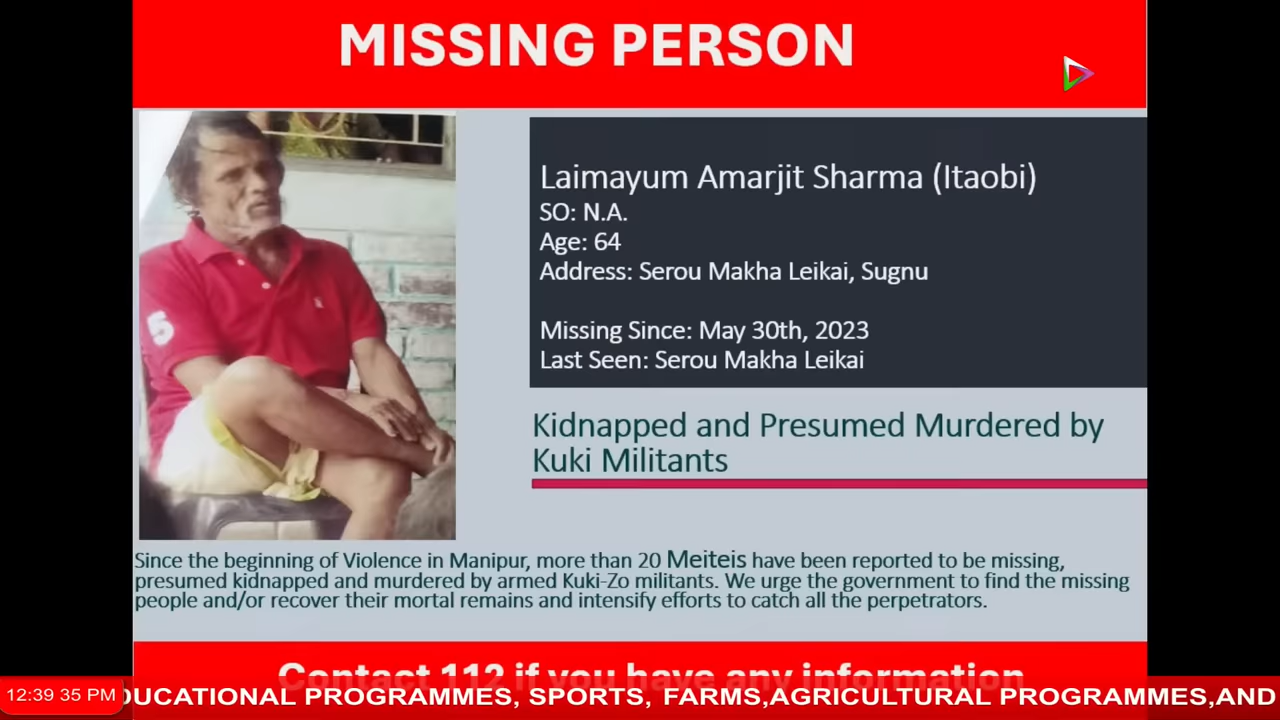 MISSING PERSON
Laimayum Amarjit Sharma (Itaobi)
SO: N.A.
Age: 64
Address: Serou Makha Leikai, Sugnu
Missing Since: May 30th, 2023
Last Seen: Serou Makha Leikai
Kidnapped and Presumed Murdered by
Kuki Militants
5
Since the beginning of Violence in Manipur, more than 20 Meiteis have been reported to be missing,
presumed kidnapped and murdered by armed Kuki-Zo militants. We urge the government to find the missing
people and/or recover their mortal remains and intensify efforts to catch all the perpetrators.
Contact 112 if you have any information
12:39 35 PM
DUCATIONAL PROGRAMMES, SPORTS, FARMS,AGRICULTURAL PROGRAMMES,AND